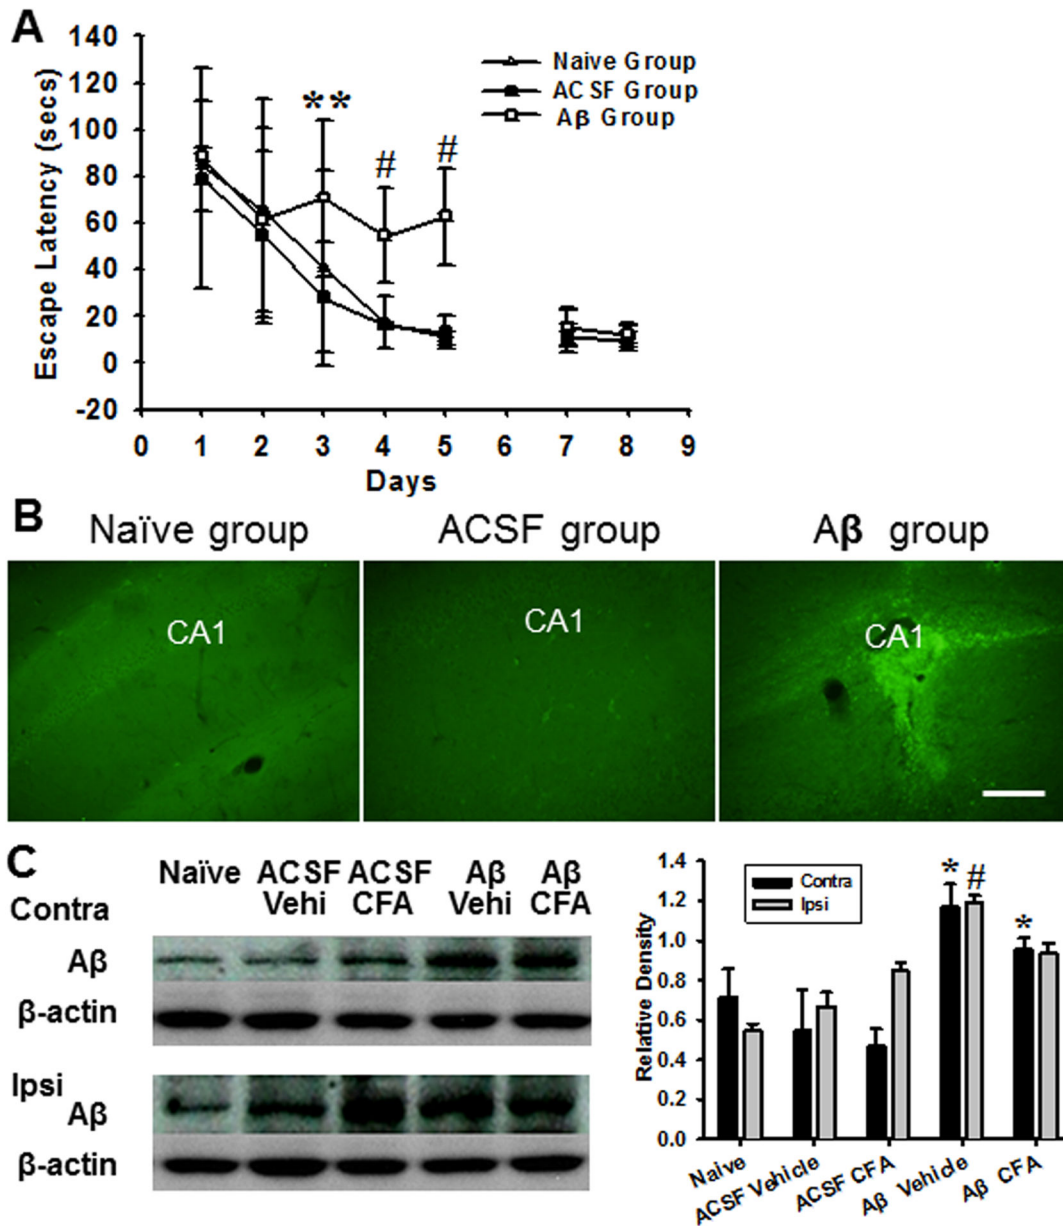 A
140
120
100
80
60
40
20
0
-20
Escape Latency (secs)
Naive Group
ACSF Group
Aβ Group
**
#
#
0 1 2 3 4 5 6 7 8 9
Days
B
Naïve group ACSF group Aβ group
CA1 CA1 CA1
C
Naïve ACSF Vehi ACSF CFA Aβ Vehi Aβ CFA
Contra
Aβ
β-actin
Ipsi
Aβ
β-actin
1.4
1.2
1.0
0.8
0.6
0.4
0.2
0.0
Relative Density
Contra
Ipsi
* #
*
Naïve
ACSF Vehicle
ACSF CFA
Aβ Vehicle
Aβ CFA